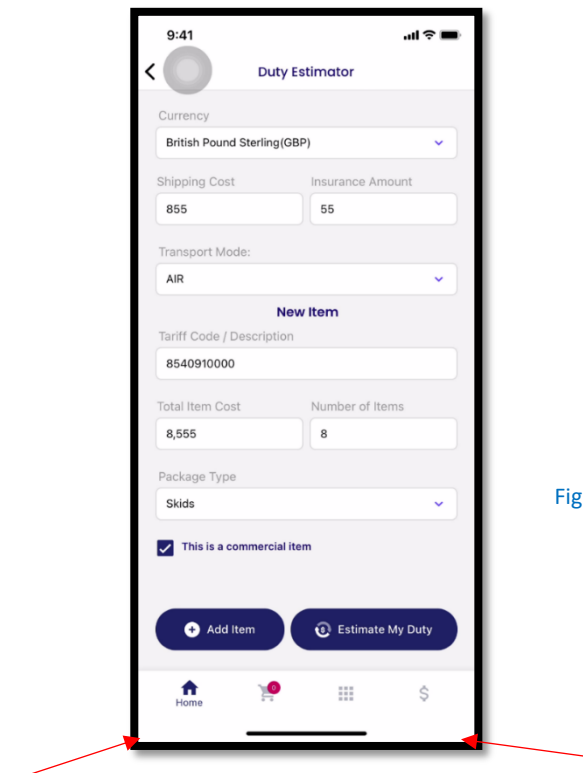 9:41
Duty Estimator
Currency
British Pound Sterling(GBP)
Shipping Cost Insurance Amount
855 55
Transport Mode:
AIR
New Item
Tariff Code / Description
8540910000
Total Item Cost Number of Items
8,555 8
Package Type
Fig
Skids
This is a commercial item
Add Item Estimate My Duty
0
Home